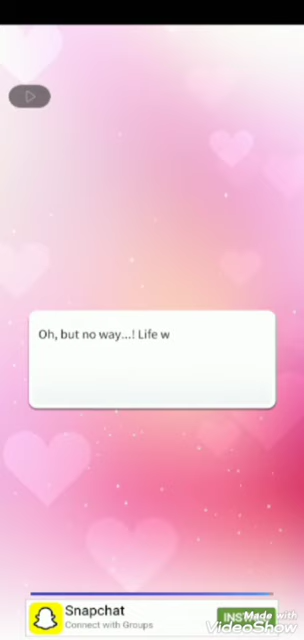 Oh, but no way...! Life w
Snapchat
Connect with Groups
Made with
VideoShow